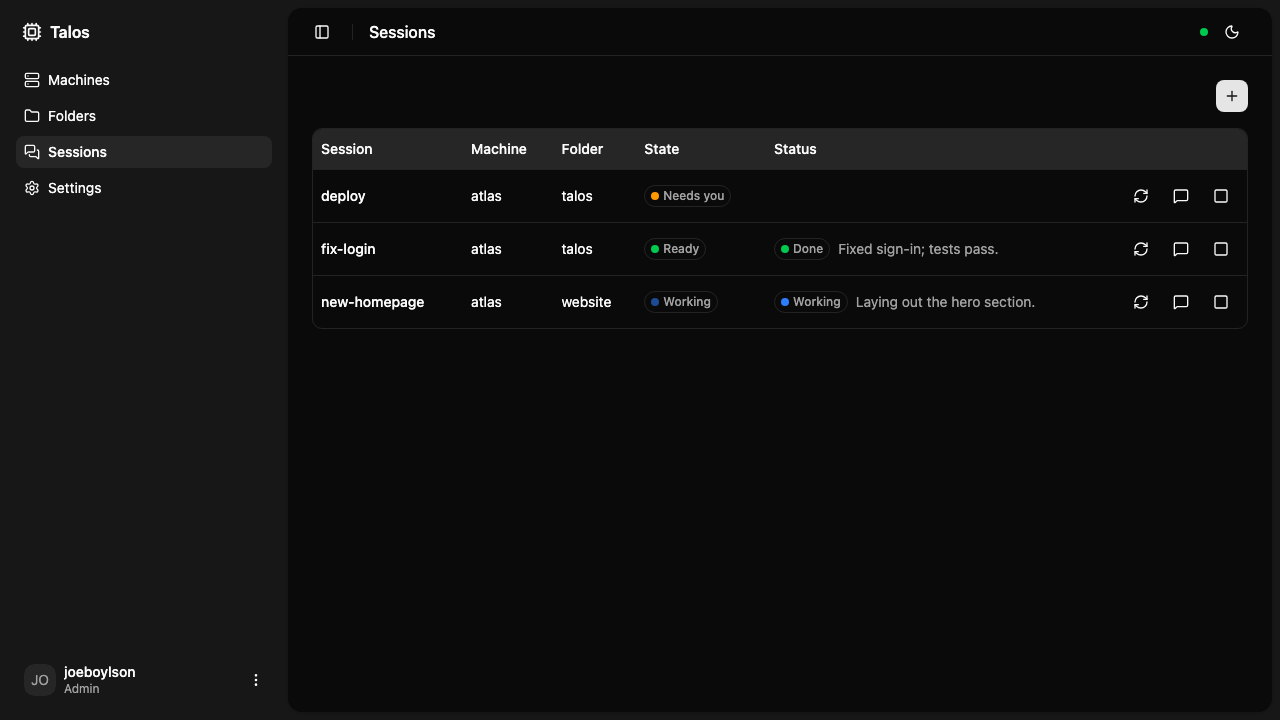 Talos
Sessions
Machines
Folders
Sessions
Settings
Session Machine Folder State Status
deploy atlas talos Needs you
fix-login atlas talos Ready Done Fixed sign-in; tests pass.
new-homepage atlas website Working Working Laying out the hero section.
JO
joeboylson
Admin